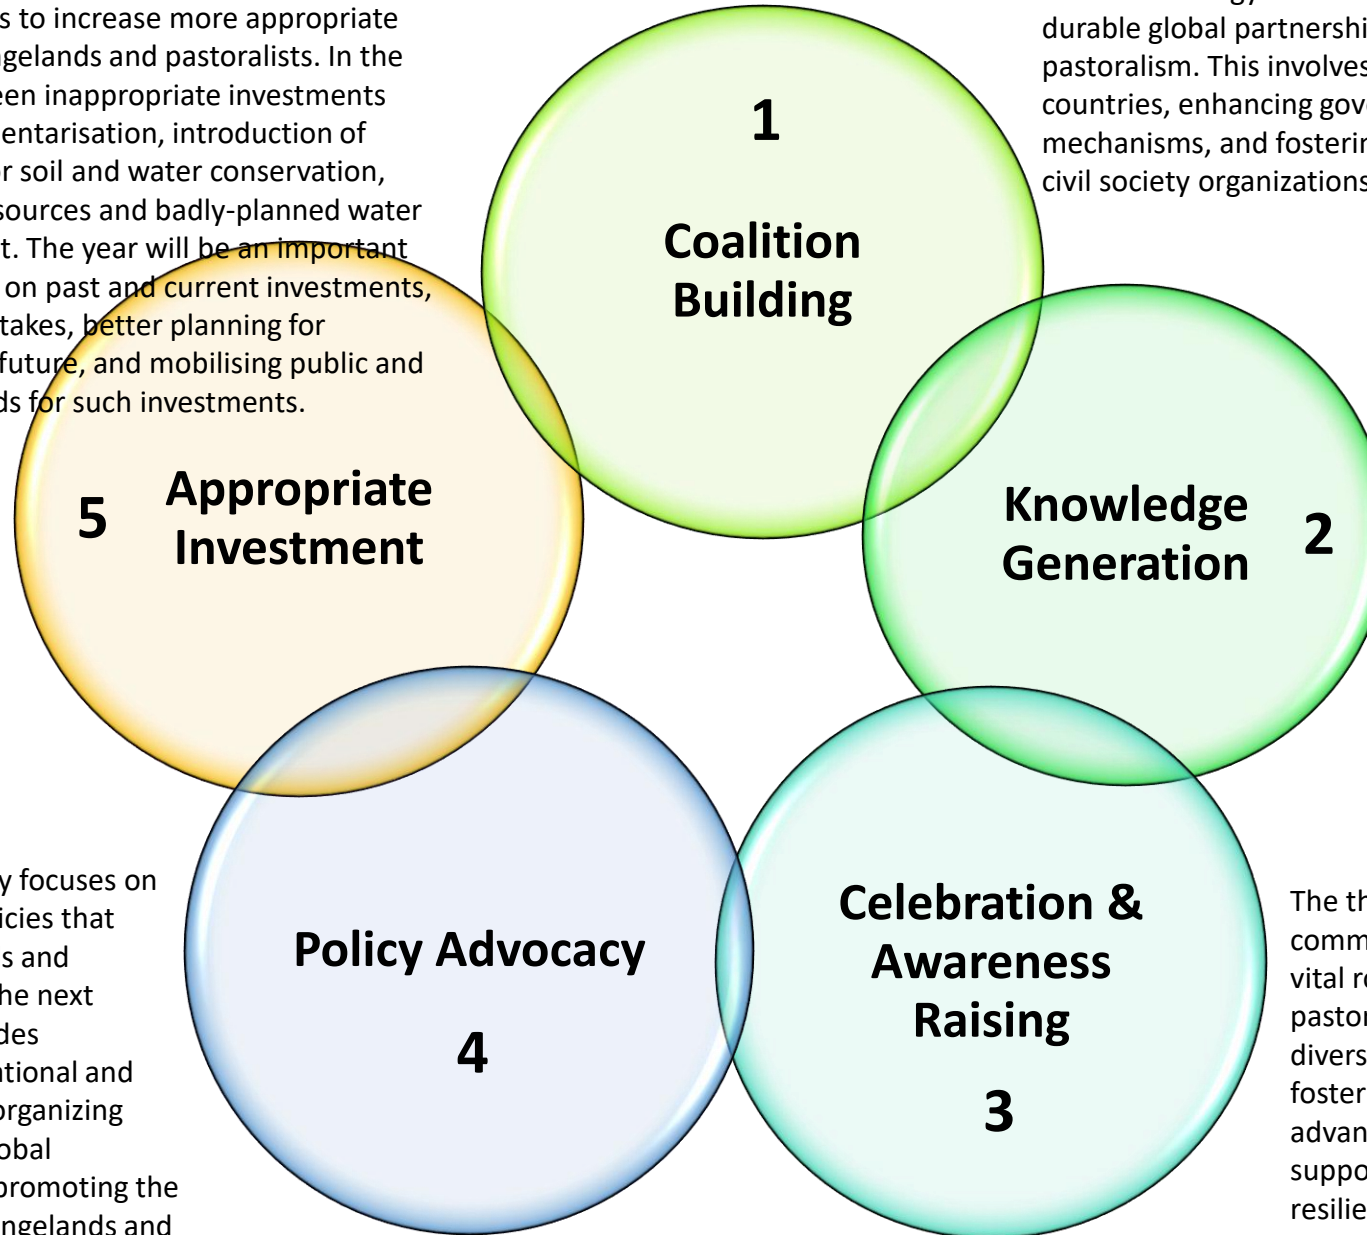 s to increase more appropriate
ngelands and pastoralists. In the
een inappropriate investments
entarisation, introduction of
or soil and water conservation,
sources and badly-planned water
t. The year will be an important
on past and current investments,
takes, better planning for
future, and mobilising public and
ds for such investments.
durable global partnershi
pastoralism. This involves
countries, enhancing gove
mechanisms, and fosterin
civil society organizations
1
Coalition
Building
Knowledge
Generation
2
Celebration &
Awareness
Raising
3
Policy Advocacy
4
5
Appropriate
Investment
y focuses on
icies that
s and
he next
des
ational and
organizing
obal
promoting the
ngelands and
The th
comm
vital ro
pastor
divers
foster
advan
suppo
resilie